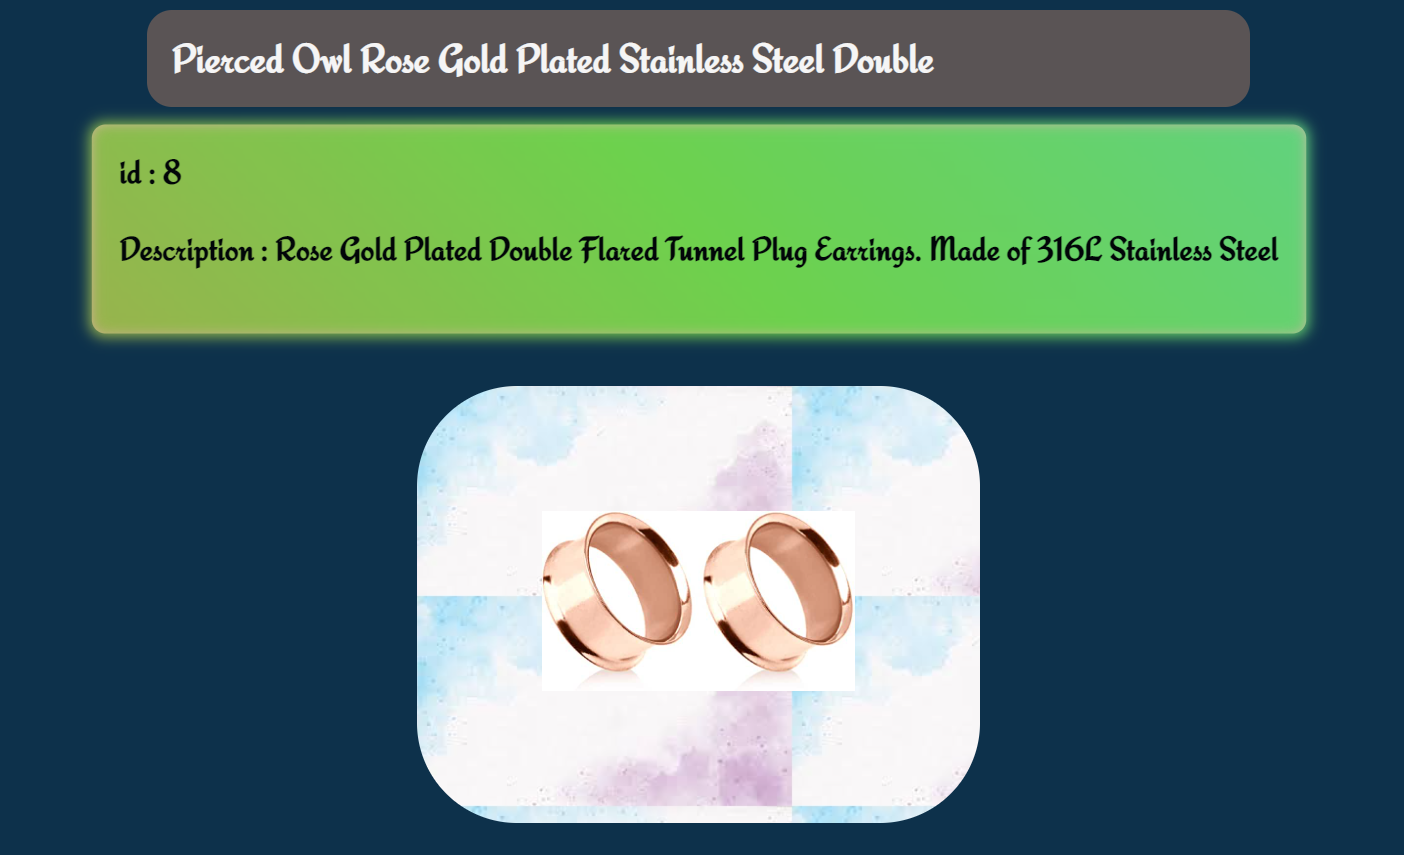 Pierced Owl Rose Gold Plated Stainless Steel Double
id : 8
Description : Rose Gold Plated Double Flared Tunnel Plug Earrings. Made of 316L Stainless Steel